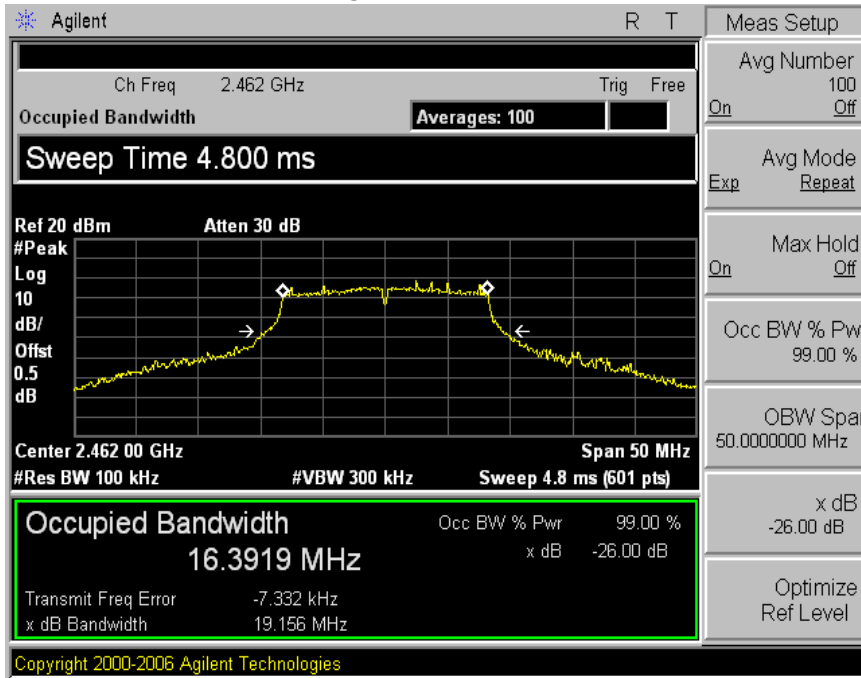 Agilent R T
Ch Freq 2.462 GHz Trig Free
Occupied Bandwidth Averages: 100
Sweep Time 4.800 ms
Ref 20 dBm Atten 30 dB
#Peak
Log
10
dB/
Offst
0.5
dB
Center 2.462 00 GHz Span 50 MHz
#Res BW 100 kHz #VBW 300 kHz Sweep 4.8 ms (601 pts)
Occupied Bandwidth Occ BW % Pwr 99.00 %
16.3919 MHz x dB -26.00 dB
Transmit Freq Error -7.332 kHz
x dB Bandwidth 19.156 MHz
Copyright 2000-2006 Agilent Technologies
Meas Setup
Avg Number
100
On Off
Avg Mode
Exp Repeat
Max Hold
On Off
Occ BW % Pw
99.00 %
OBW Spa
50.0000000 MHz
x dB
-26.00 dB
Optimize
Ref Level